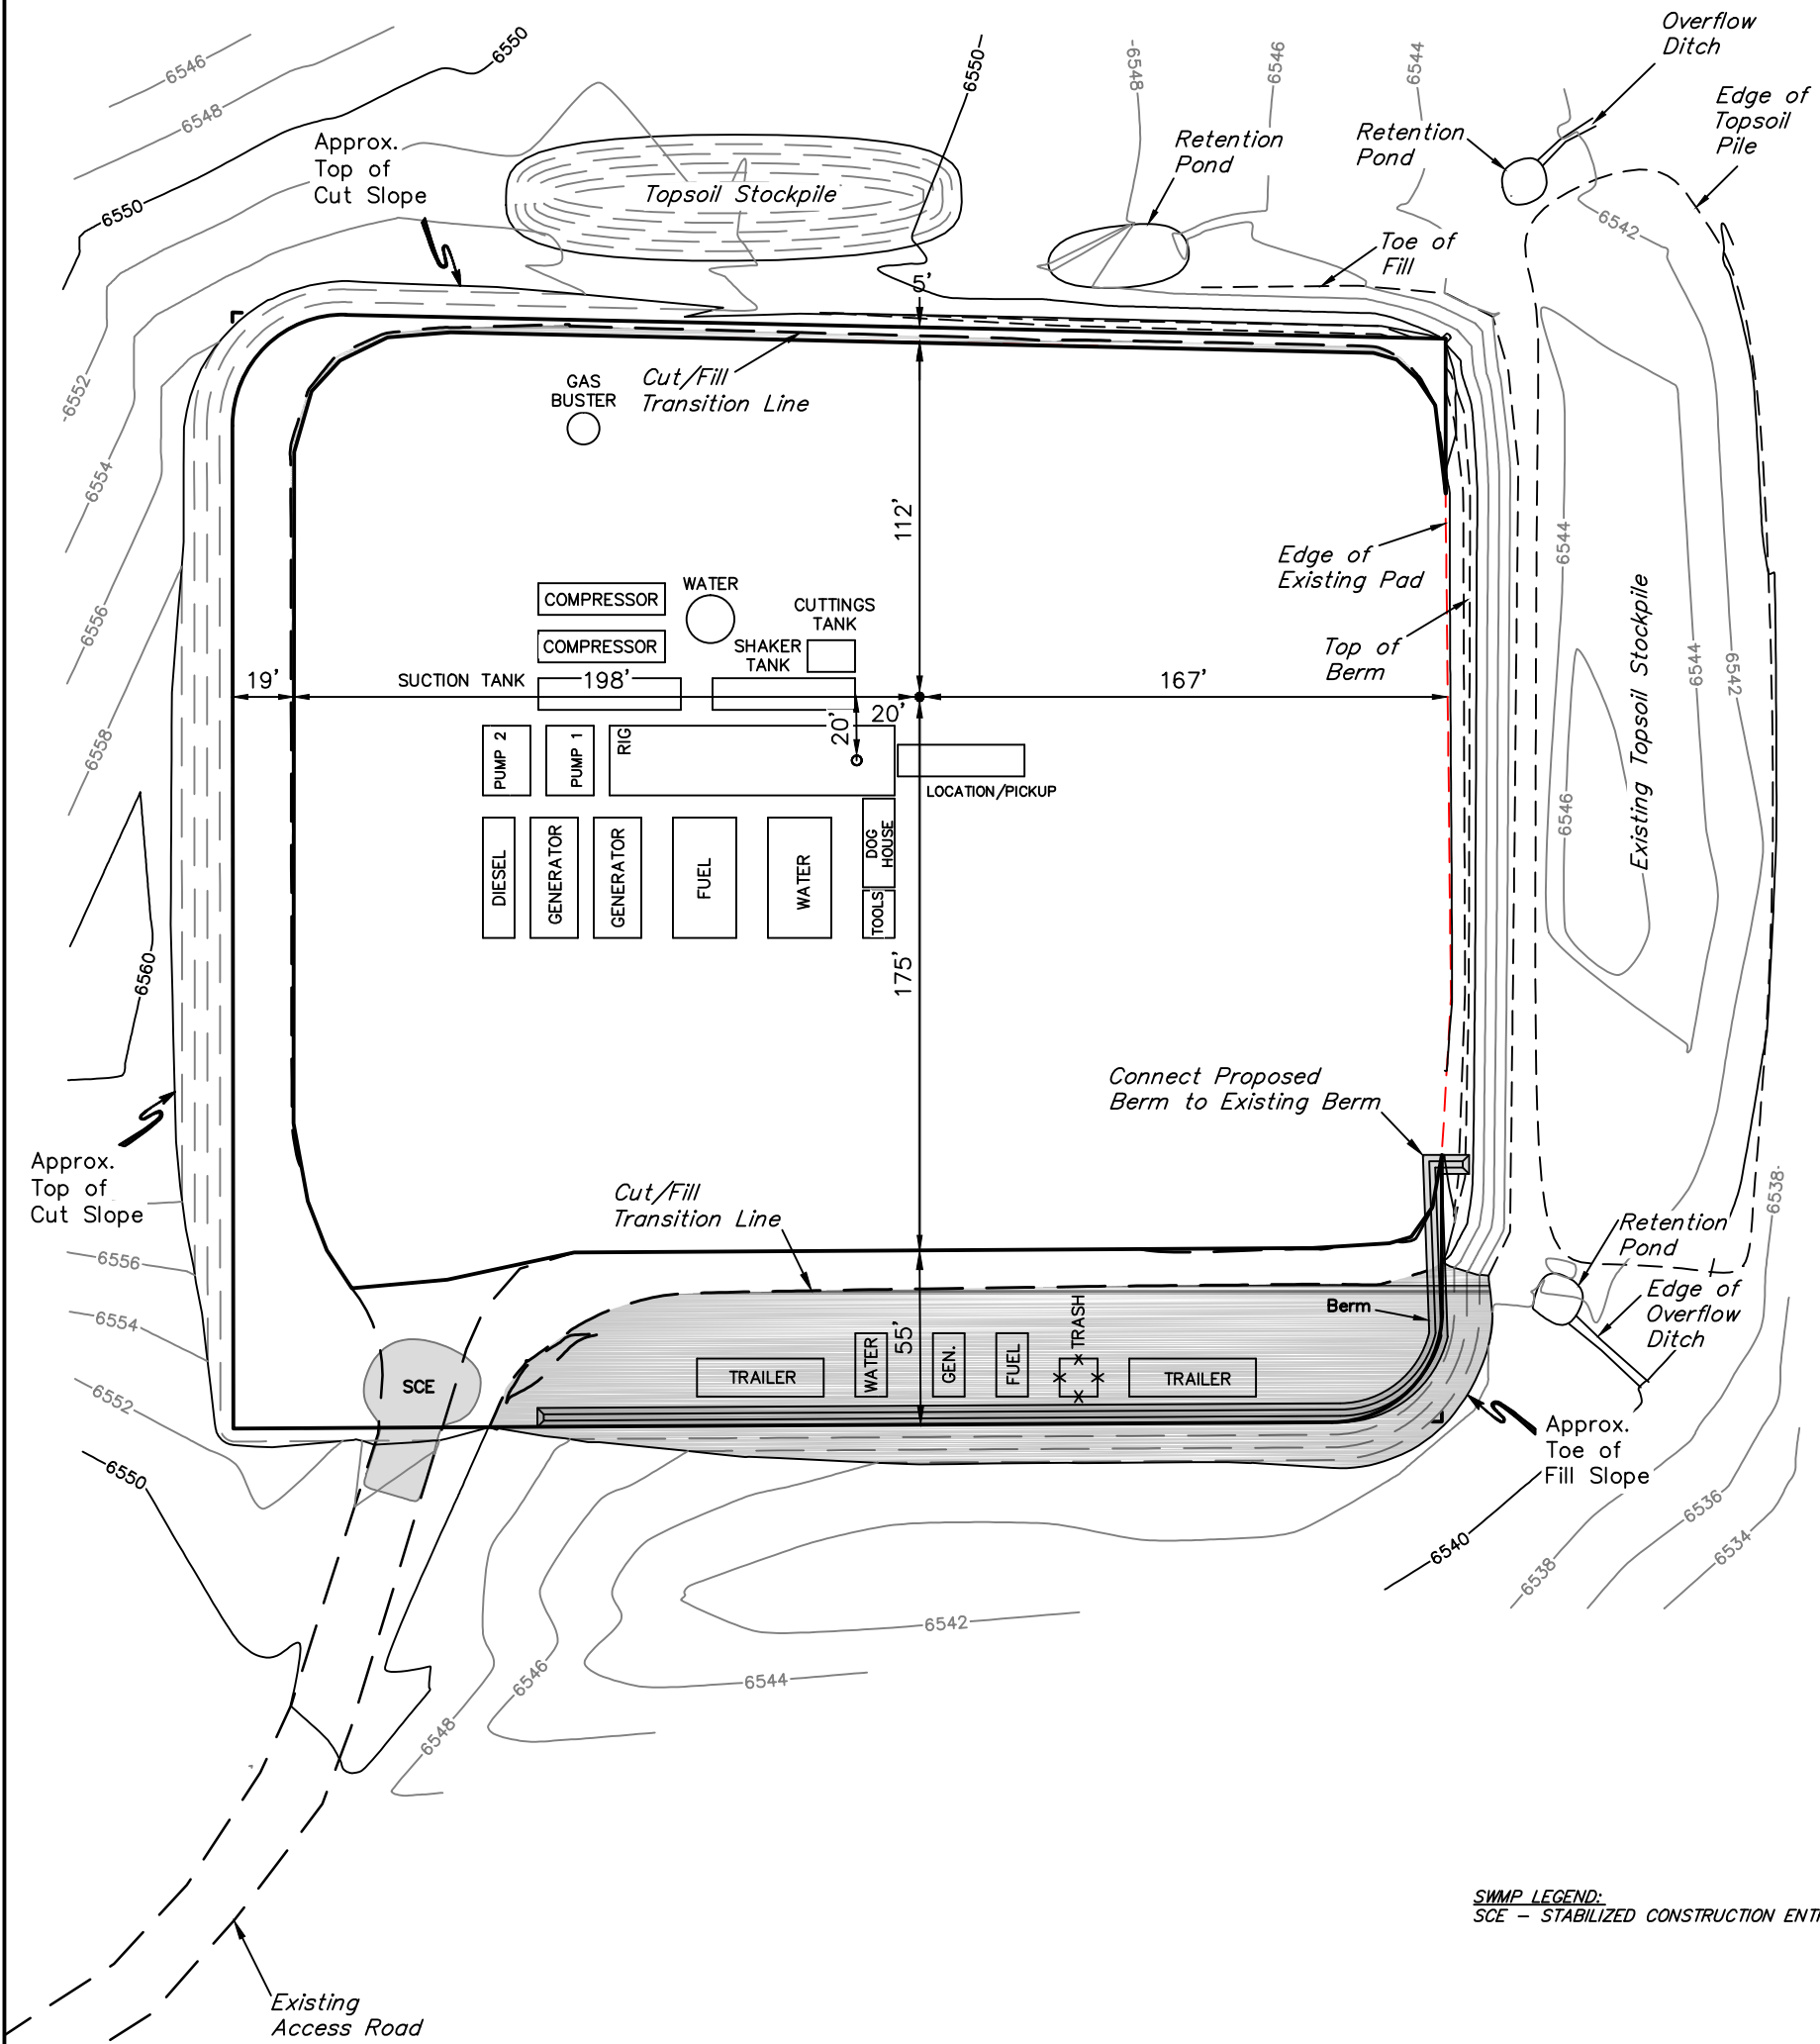 Overflow
Ditch
6550
6550
6548
6546
6544
6546
6548
Edge of
Topsoil
Pile
Approx.
Top of
Cut Slope
Retention
Pond
Retention
Pond
Topsoil Stockpile
6550
6542
Toe of
Fill
5'
6552
GAS
BUSTER
Cut/Fill
Transition Line
6554
112'
6544
Edge of
Existing Pad
Existing Topsoil Stockpile
6544
6542
6556
COMPRESSOR
WATER
CUTTINGS
TANK
COMPRESSOR
SHAKER
TANK
Top of
Berm
19'
SUCTION TANK
198'
167'
20'
20'
6558
PUMP 2
PUMP 1
RIG
LOCATION/PICKUP
6546
DIESEL
GENERATOR
GENERATOR
FUEL
WATER
DOG
HOUSE
TOOLS
6560
175'
Connect Proposed
Berm to Existing Berm
Approx.
Top of
Cut Slope
Cut/Fill
Transition Line
6538
Retention
Pond
6556
Edge of
Overflow
Ditch
6554
Berm
TRASH
55'
WATER
GEN.
FUEL
TRAILER
TRAILER
SCE
6552
Approx.
Toe of
Fill Slope
6550
6536
6540
6534
6538
6542
6546
6544
6548
SWMP LEGEND:
SCE – STABILIZED CONSTRUCTION
Existing
Access Road